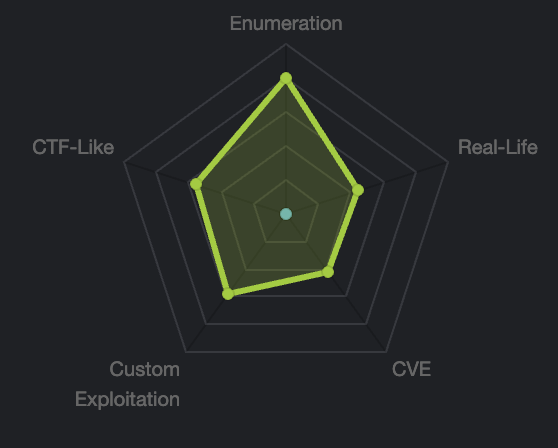 Enumeration
CTF-Like
Real-Life
Custom
Exploitation
CVE